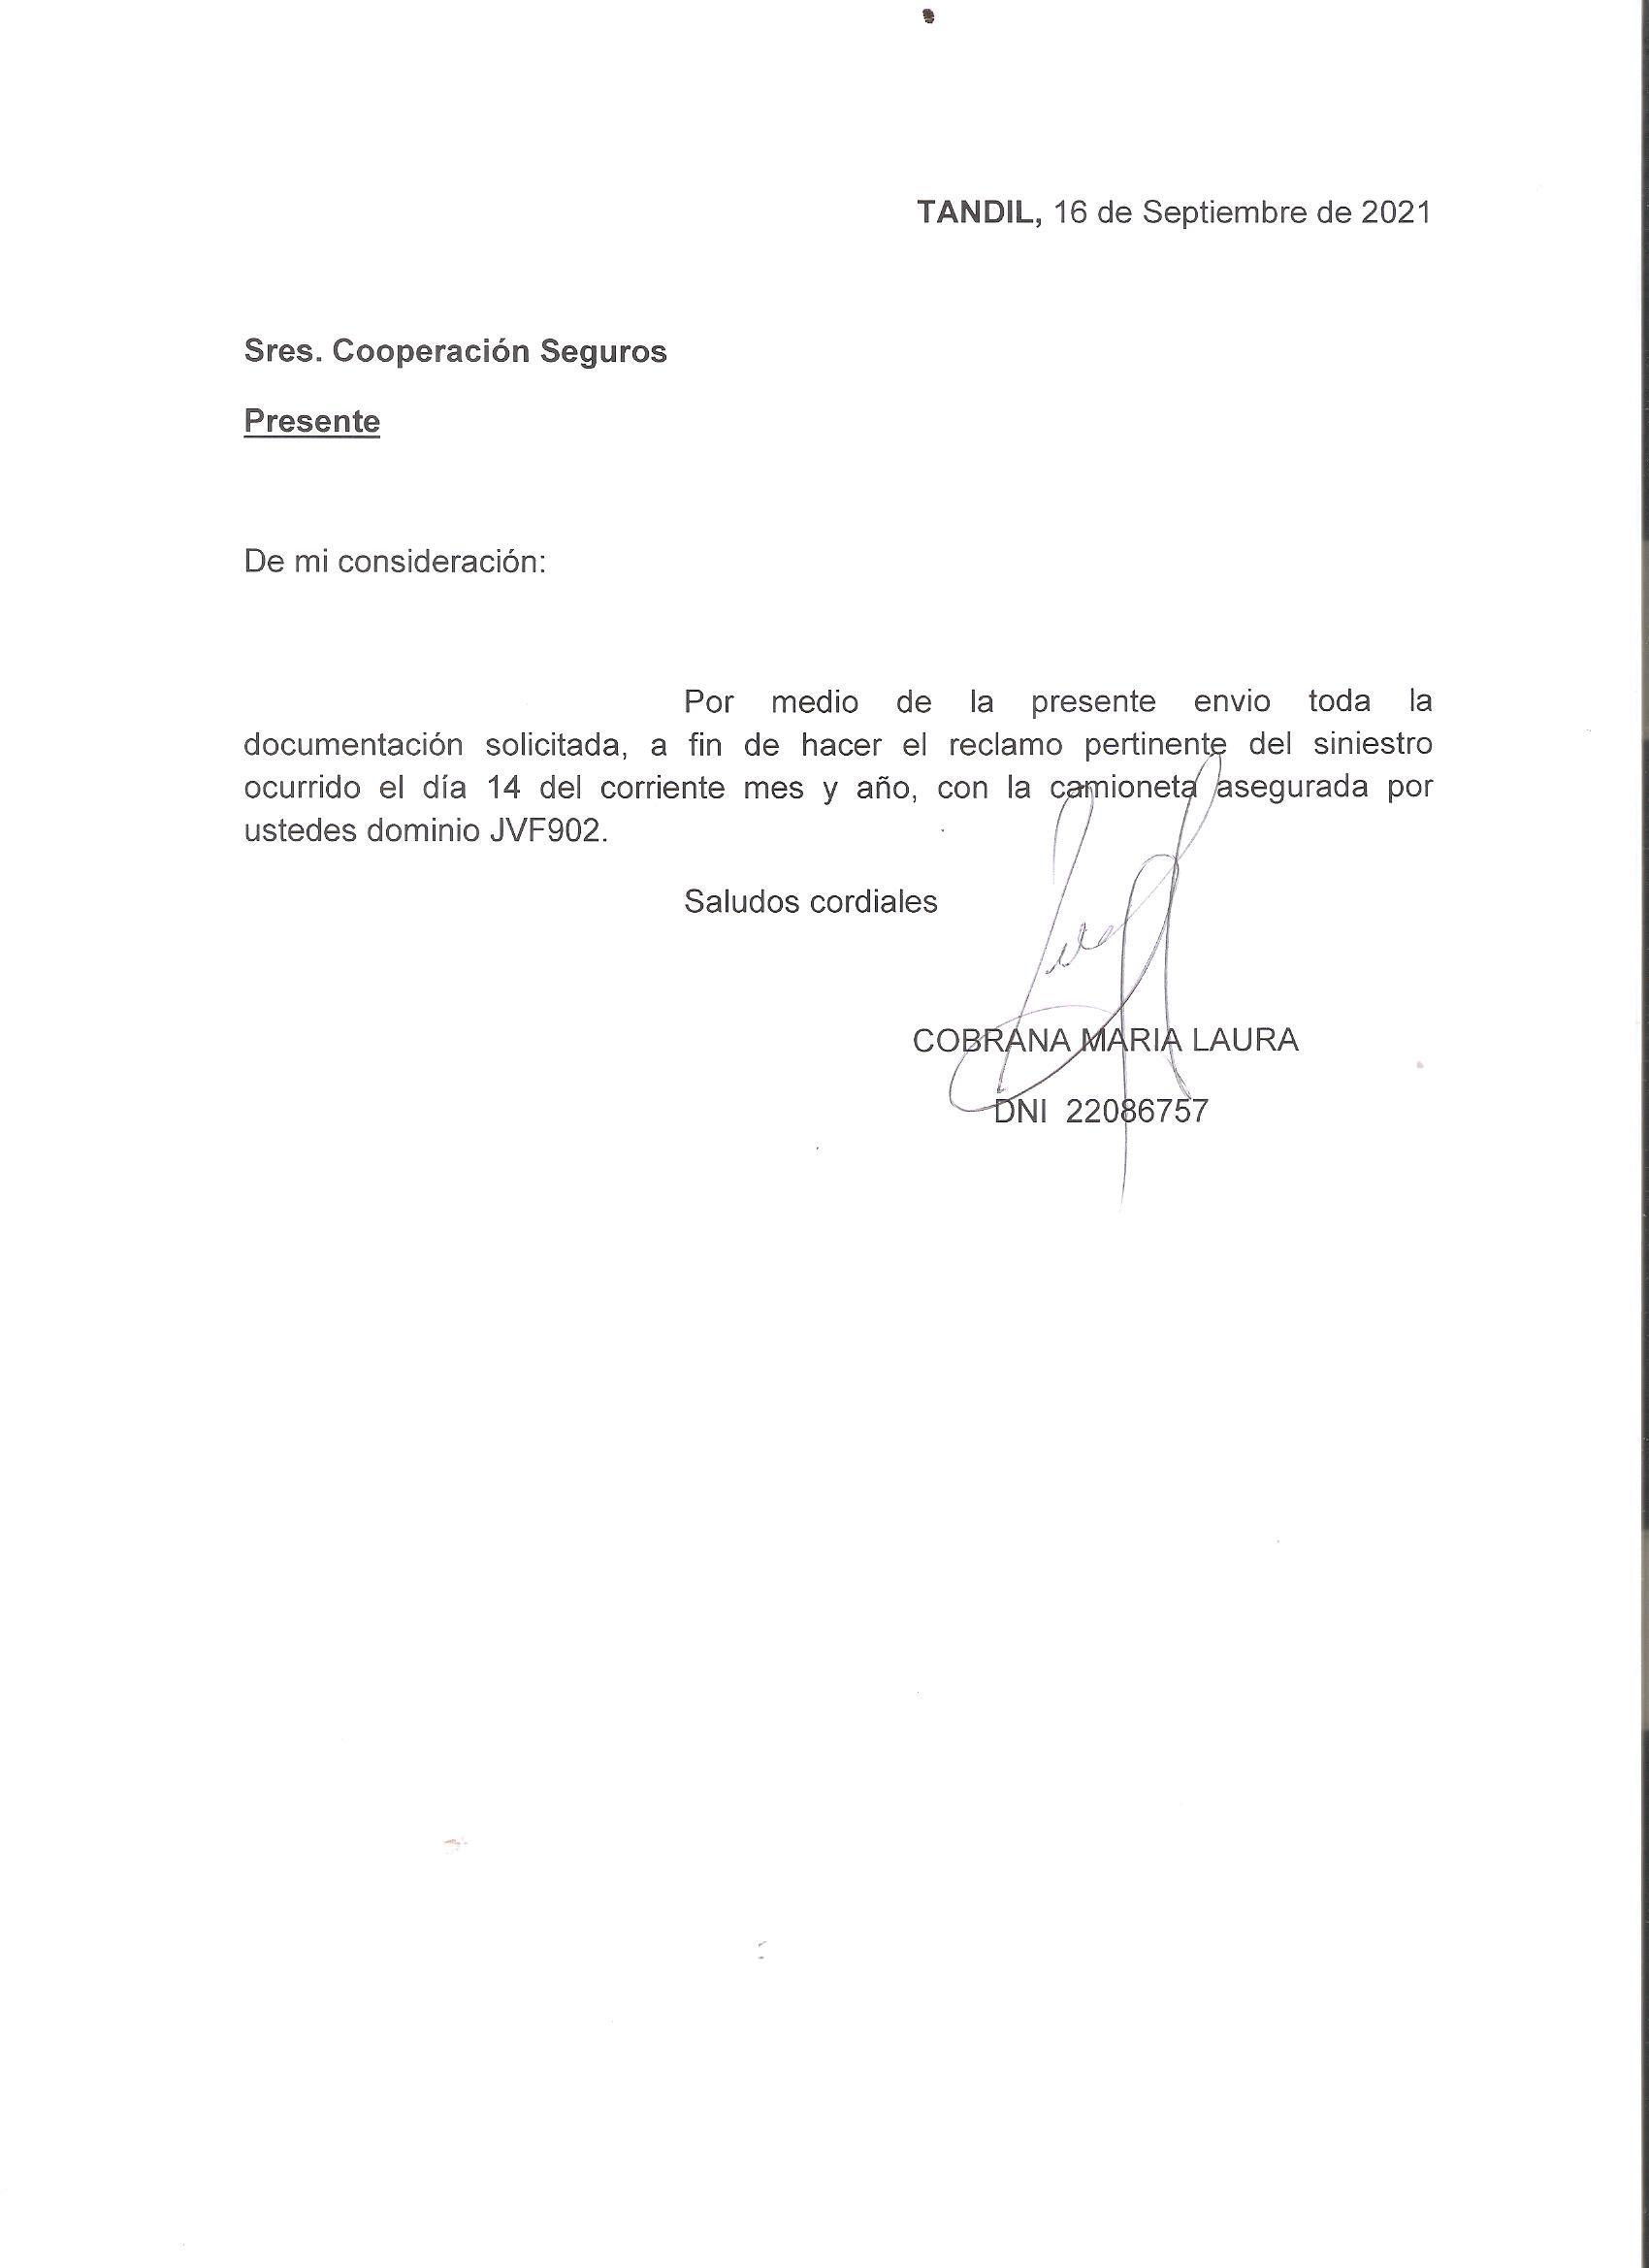 TANDIL, 16 de Septiembre de 2021
Sres. Cooperación Seguros
Presente
De mi consideración:
Por medio de la presente envio toda la
documentación solicitada, a fin de hacer el reclamo pertinente del siniestro
ocurrido el día 14 del corriente mes y año, con la camioneta asegurada por
ustedes dominio JVF902.
Saludos cordiales
COBRANA MARIA LAURA
DNI  22086757